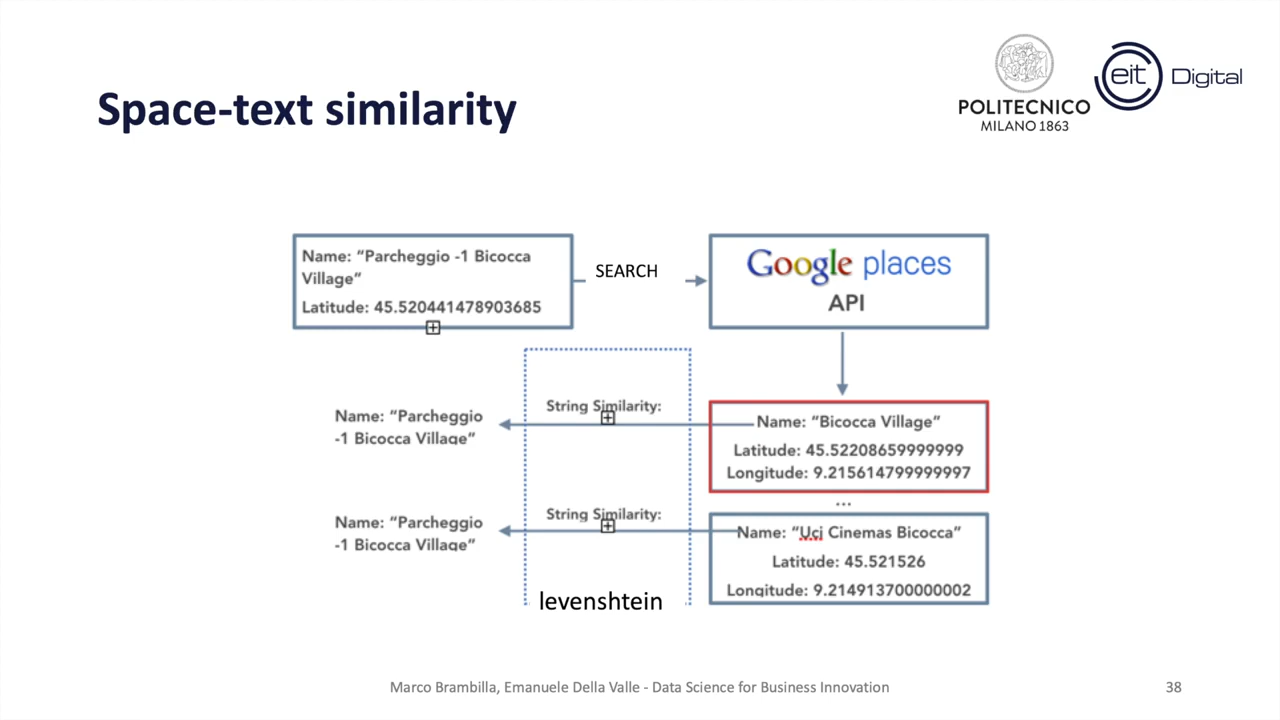 POLITECNICO
MILANO 1863
eit Digital
Space-text similarity
Name: “Parcheggio -1 Bicocca
Village“
Latitude: 45.520441478903685
SEARCH
Google places
API
String Similarity:
Name: “Parcheggio
-1 Bicocca Village”
Name: “Bicocca Village”
Latitude: 45.52208659999999
Longitude: 9.215614799999997
...
String Similarity:
Name: “Parcheggio
-1 Bicocca Village”
Name: “Uci Cinemas Bicocca”
Latitude: 45.521526
Longitude: 9.214913700000002
levenshtein
Marco Brambilla, Emanuele Della Valle - Data Science for Business Innovation
38